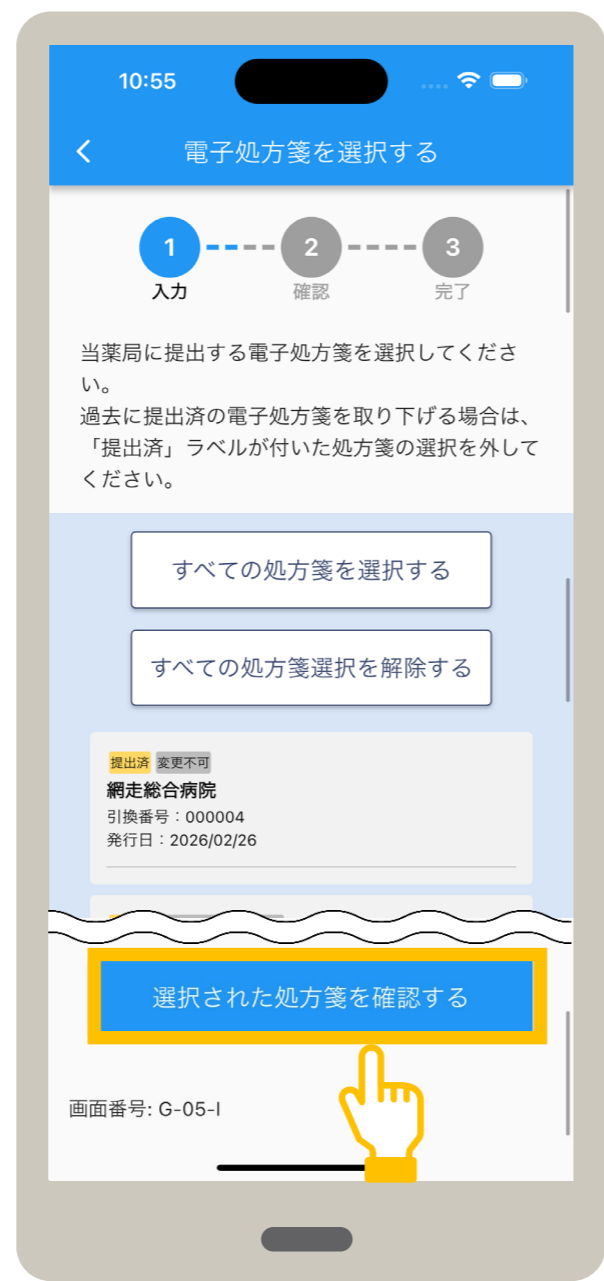 10:55
電子処方箋を選択する
1
2
3
入力
確認
完了
当薬局に提出する電子処方箋を選択してくださ
い。
過去に提出済の電子処方箋を取り下げる場合は、
「提出済」ラベルが付いた処方箋の選択を外して
ください。
すべての処方箋を選択する
すべての処方箋選択を解除する
提出済 変更不可
網走総合病院
引換番号：000004
発行日：2026/02/26
選択された処方箋を確認する
画面番号: G-05-I